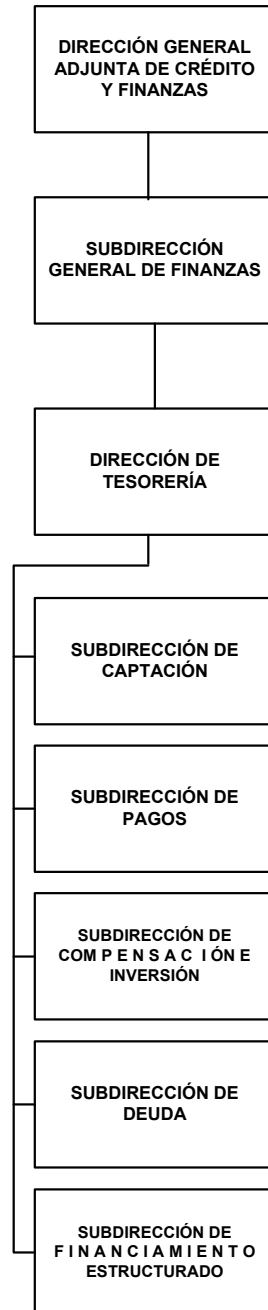 DIRECCIÓN GENERAL
ADJUNTA DE CRÉDITO
Y FINANZAS
SUBDIRECCIÓN
GENERAL DE FINANZAS
DIRECCIÓN DE
TESORERÍA
SUBDIRECCIÓN DE
CAPTACIÓN
SUBDIRECCIÓN DE
PAGOS
SUBDIRECCIÓN DE
COM P E N S A C I ÓN E
INVERSIÓN
SUBDIRECCIÓN DE
DEUDA
SUBDIRECCIÓN DE
F I N A N C I A M I E N T O
ESTRUCTURADO